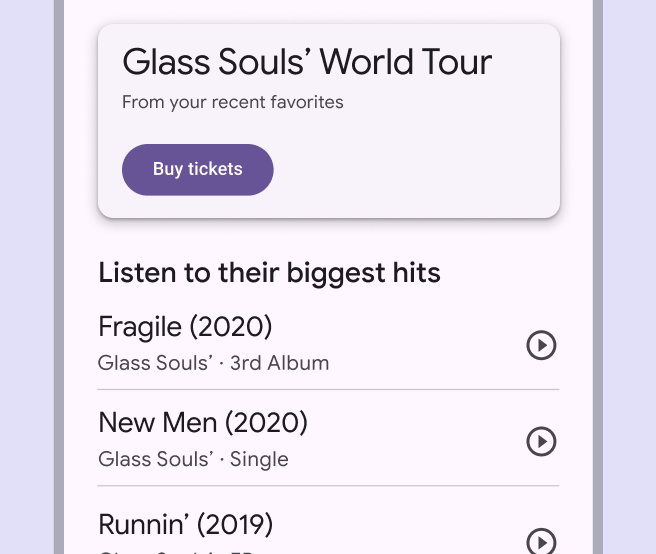 Glass Souls’ World Tour
From your recent favorites
Buy tickets
Listen to their biggest hits
Fragile (2020)
Glass Souls’ · 3rd Album
New Men (2020)
Glass Souls’ · Single
Runnin’ (2019)